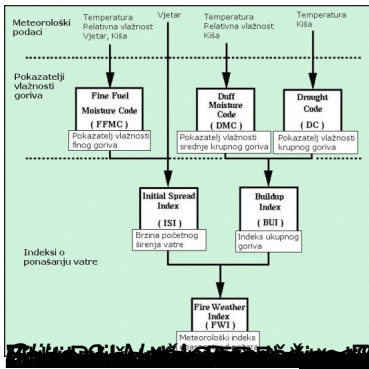 Meteorološki
podaci
Temperatura
Relativna vlažnost
Vjetar, Kiša
Vjetar
Temperatura
Relativna vlažnost
Kiša
Temperatura
Kiša
Pokazatelji
vlažnosti
goriva
Fine Fuel
Moisture Code
( FFMC )
Pokazatelj vlažnosti
finog goriva
Duff
Moisture
Code
( DMC )
Pokazatelj vlažnosti
srednje krupnog goriva
Drought
Code
( DC )
Pokazatelj vlažnosti
krupnog goriva
Indeksi o
ponašanju vatre
Initial Spread
Index
( ISI )
Brzina početnog
širenja vatre
Buildup
Index
( BUI )
Indeks ukupnog
goriva
Fire Weather
Index
( FWI )
Meteorološki indeks